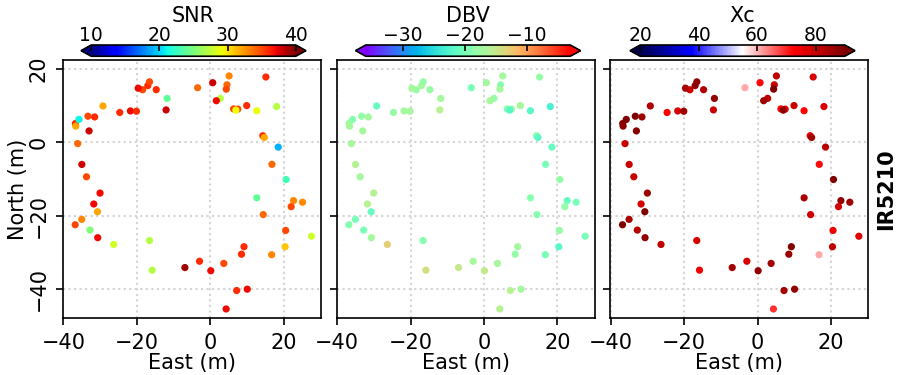 SNR DBV Xc
10 20 30 40 −30 −20 −10 20 40 60 80
20
0
−20
−40
North (m)
−40 −20 0 20 −40 −20 0 20 −40 −20 0 20
East (m) East (m) East (m)
IR5210